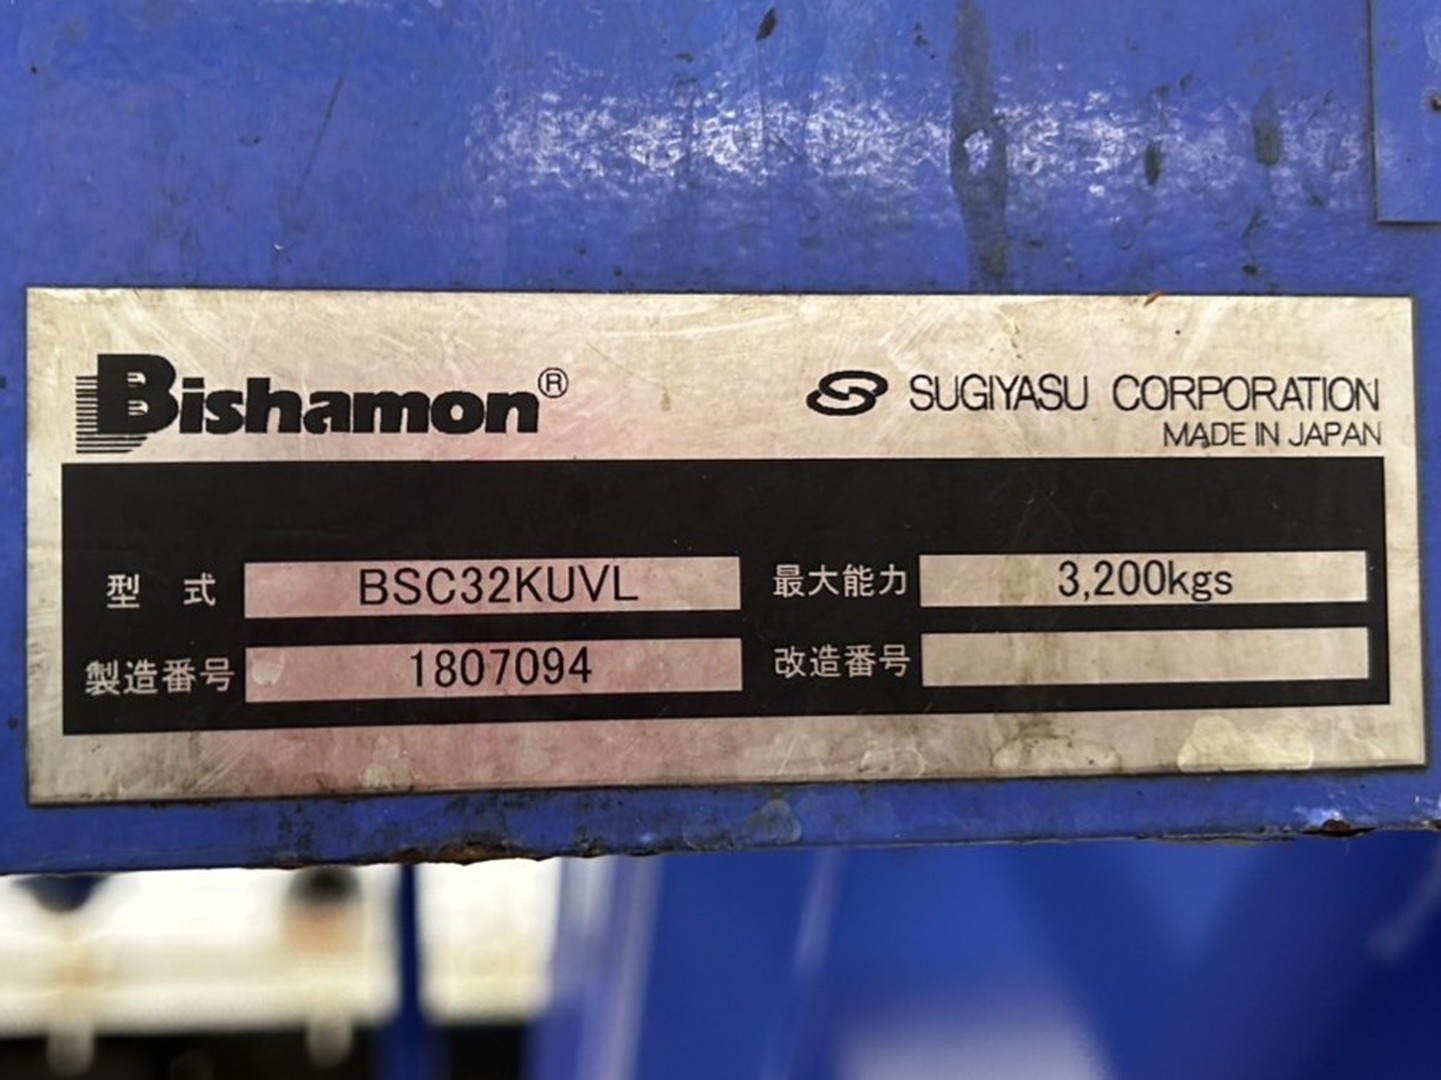 Bishamon®
SUGIYASU CORPORATION
MADE IN JAPAN
型 式 BSC32KUVL 最大能力 3,200kgs
製造番号 1807094 改造番号